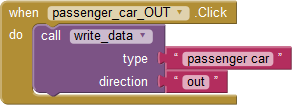 when passenger_car_OUT .Click
do call write_data
type " passenger car "
direction " out "